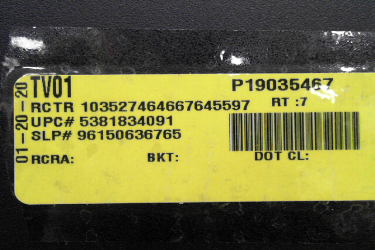 01-20-20
TV01 P19035467
RCTR 103527464667645597 RT :7
UPC# 5381834091
SLP# 96150636765
RCRA: BKT: DOT CL: